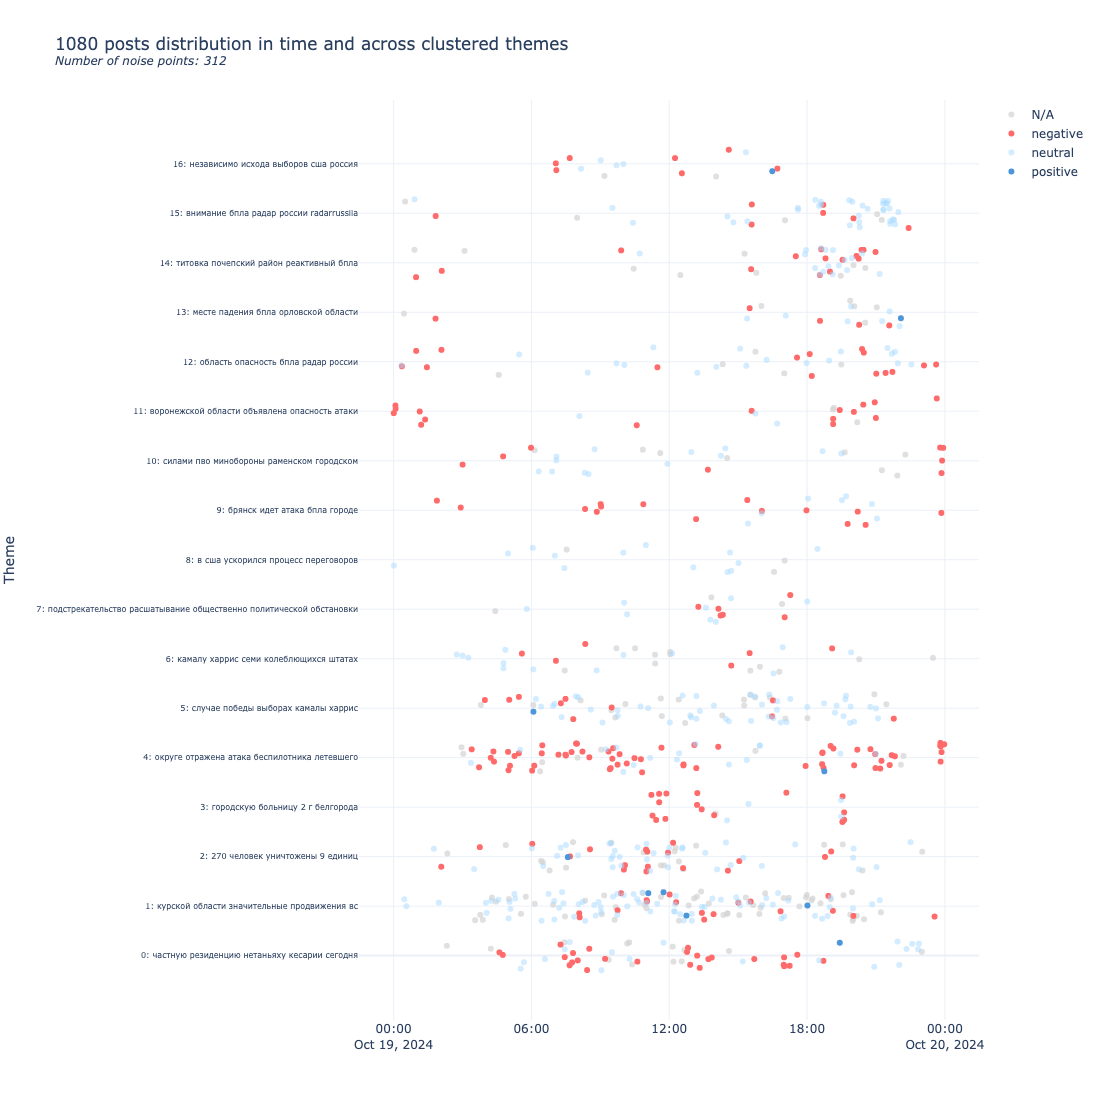 1080 posts distribution in time and across clustered themes
Number of noise points: 312
N/A
negative
neutral
positive
Theme
16: независимо исхода выборов сша россия
15: внимание бпла радар россии radarrussiia
14: титовка почепский район реактивный бпла
13: месте падения бпла орловской области
12: область опасность бпла радар россии
11: воронежской области объявлена опасность атаки
10: силами пво минобороны раменском городском
9: брянск идет атака бпла городе
8: в сша ускорился процесс переговоров
7: подстрекательство расшатывание общественно политической обстановки
6: камалу харрис семи колеблющихся штатах
5: случае победы выборах камалы харрис
4: округе отражена атака беспилотника летевшего
3: городскую больницу 2 г белгорода
2: 270 человек уничтожены 9 единиц
1: курской области значительные продвижения вс
0: частную резиденцию нетаньяху кесарии сегодня
00:00
Oct 19, 2024
06:00
12:00
18:00
00:00
Oct 20, 2024